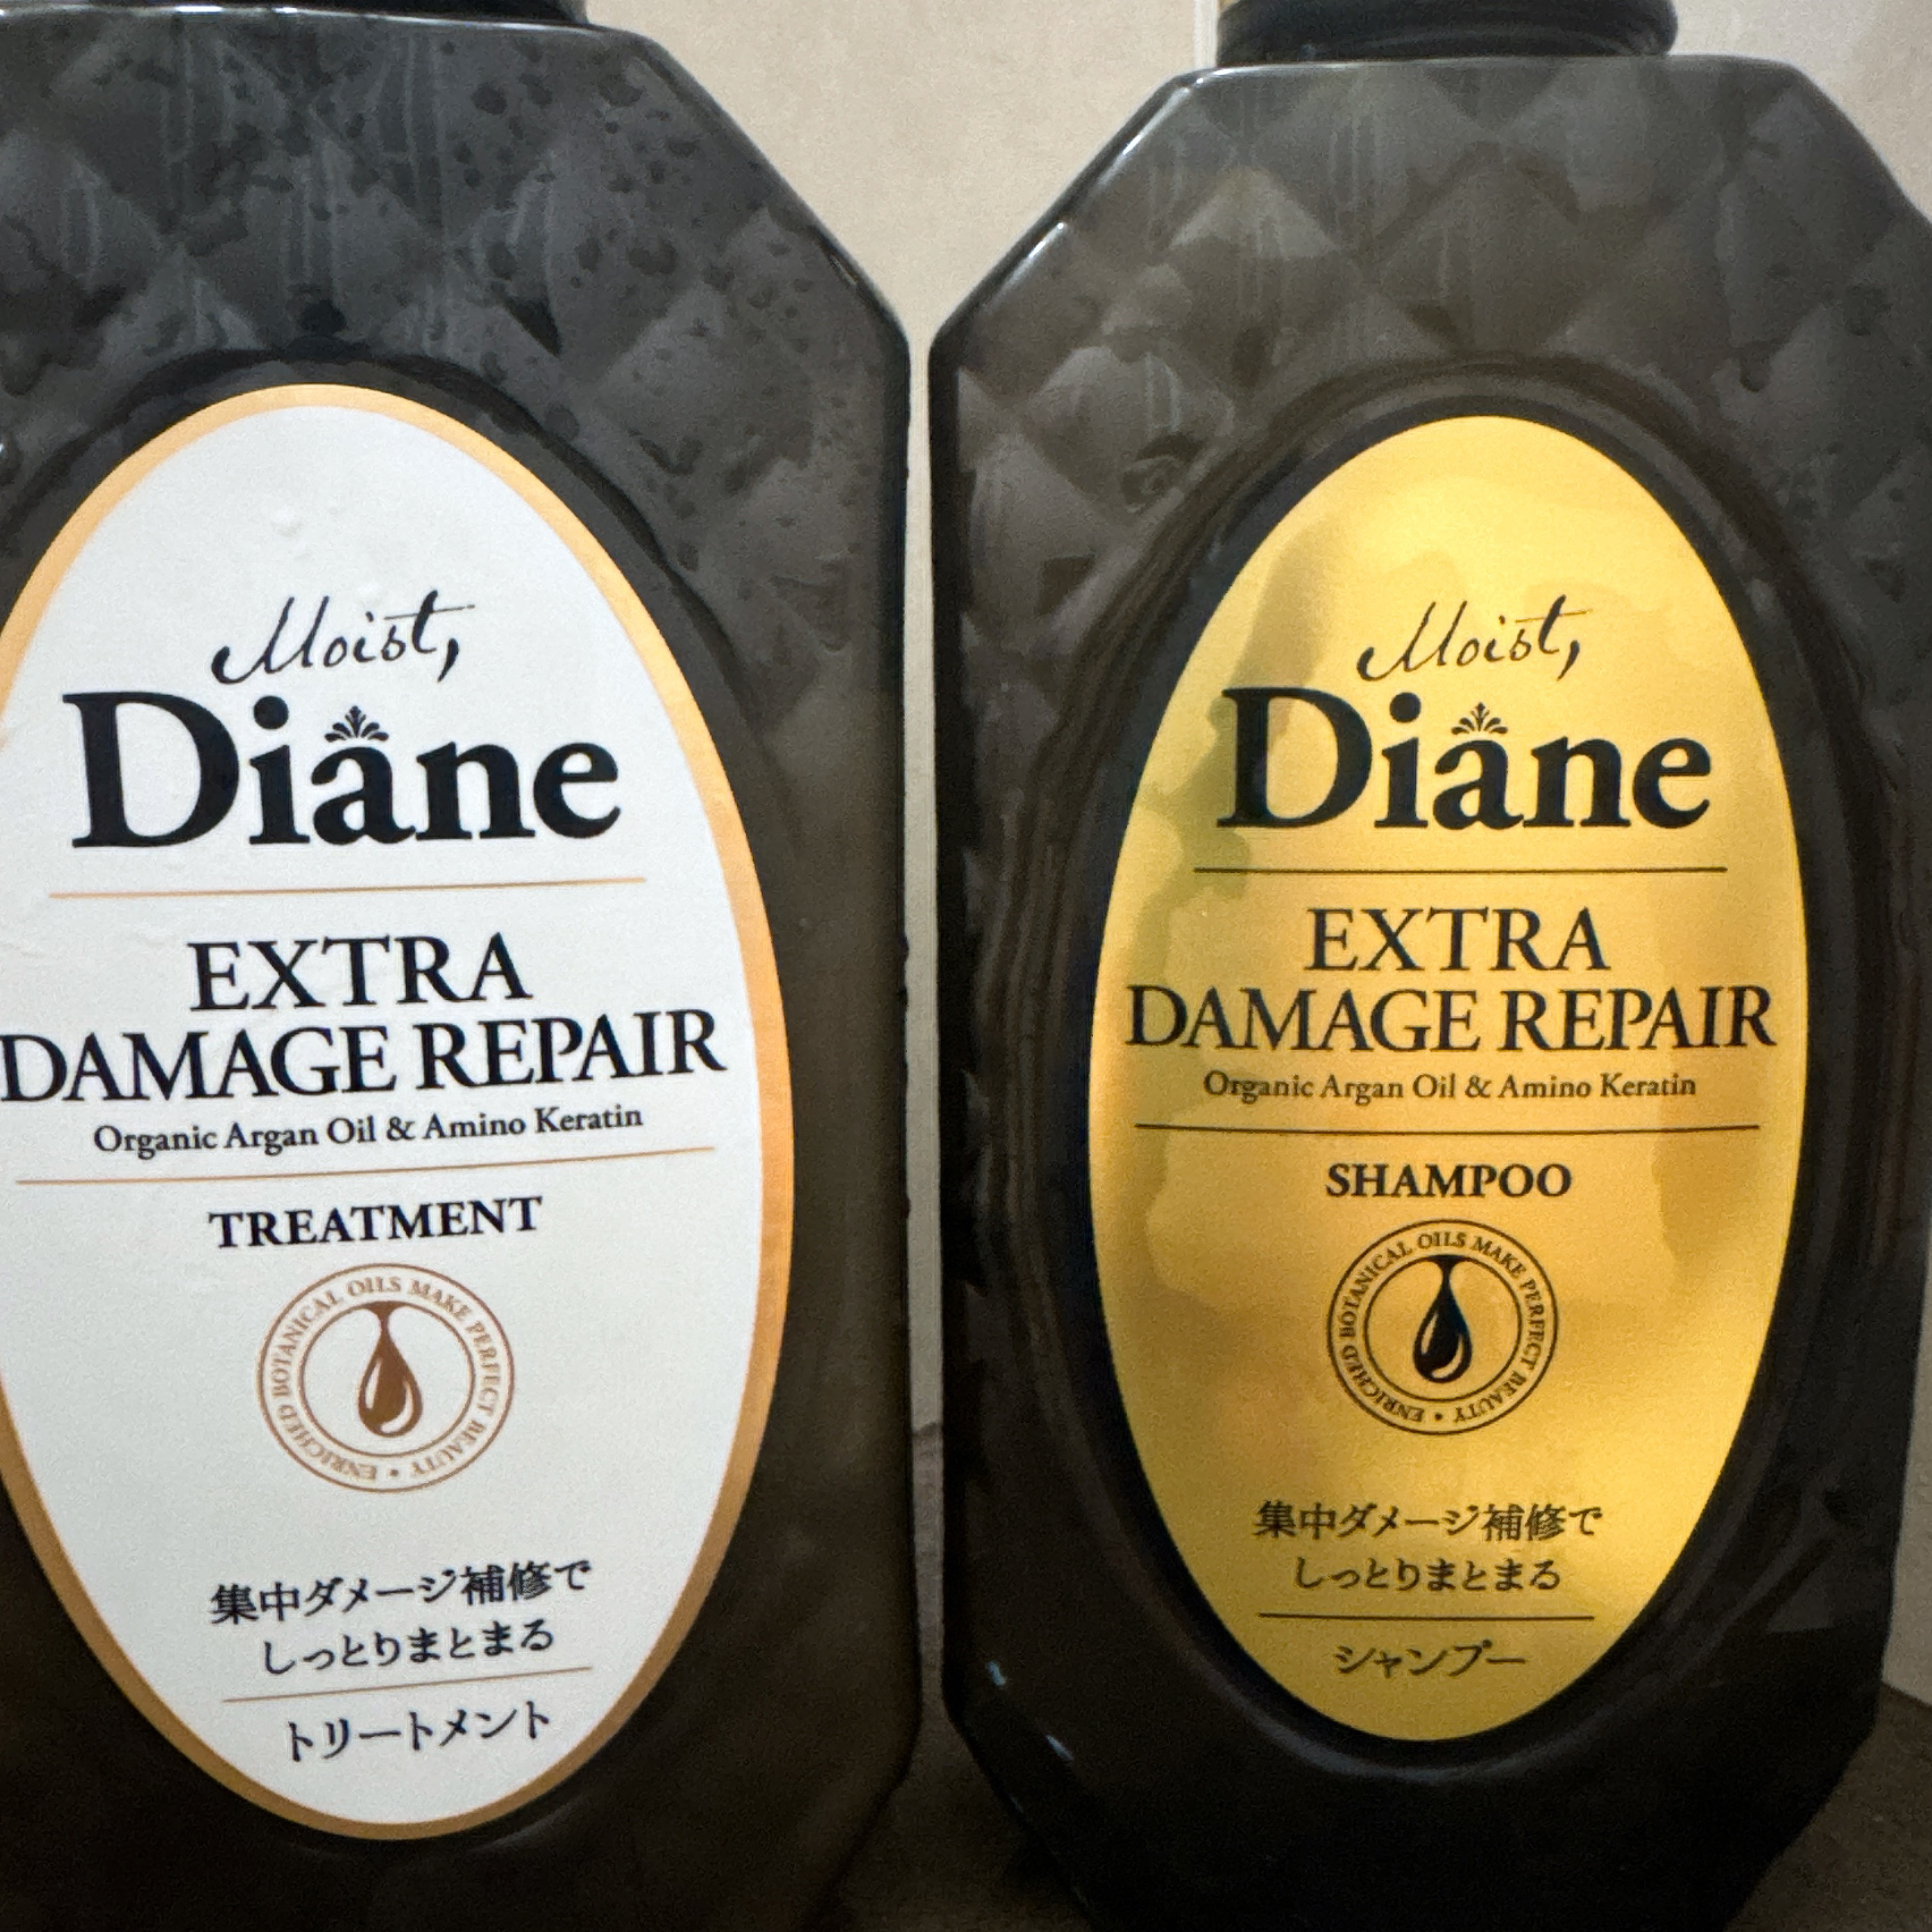 Moist,
Diane
EXTRA
DAMAGE REPAIR
Organic Argan Oil & Amino Keratin
TREATMENT
ENRICHED BOTANICAL OILS MAKE PERFECT BEAUTY •
集中ダメージ補修で
しっとりまとまる
トリートメント
Moist,
Diane
EXTRA
DAMAGE REPAIR
Organic Argan Oil & Amino Keratin
SHAMPOO
ENRICHED BOTANICAL OILS MAKE PERFECT BEAUTY •
集中ダメージ補修で
しっとりまとまる
シャンプー